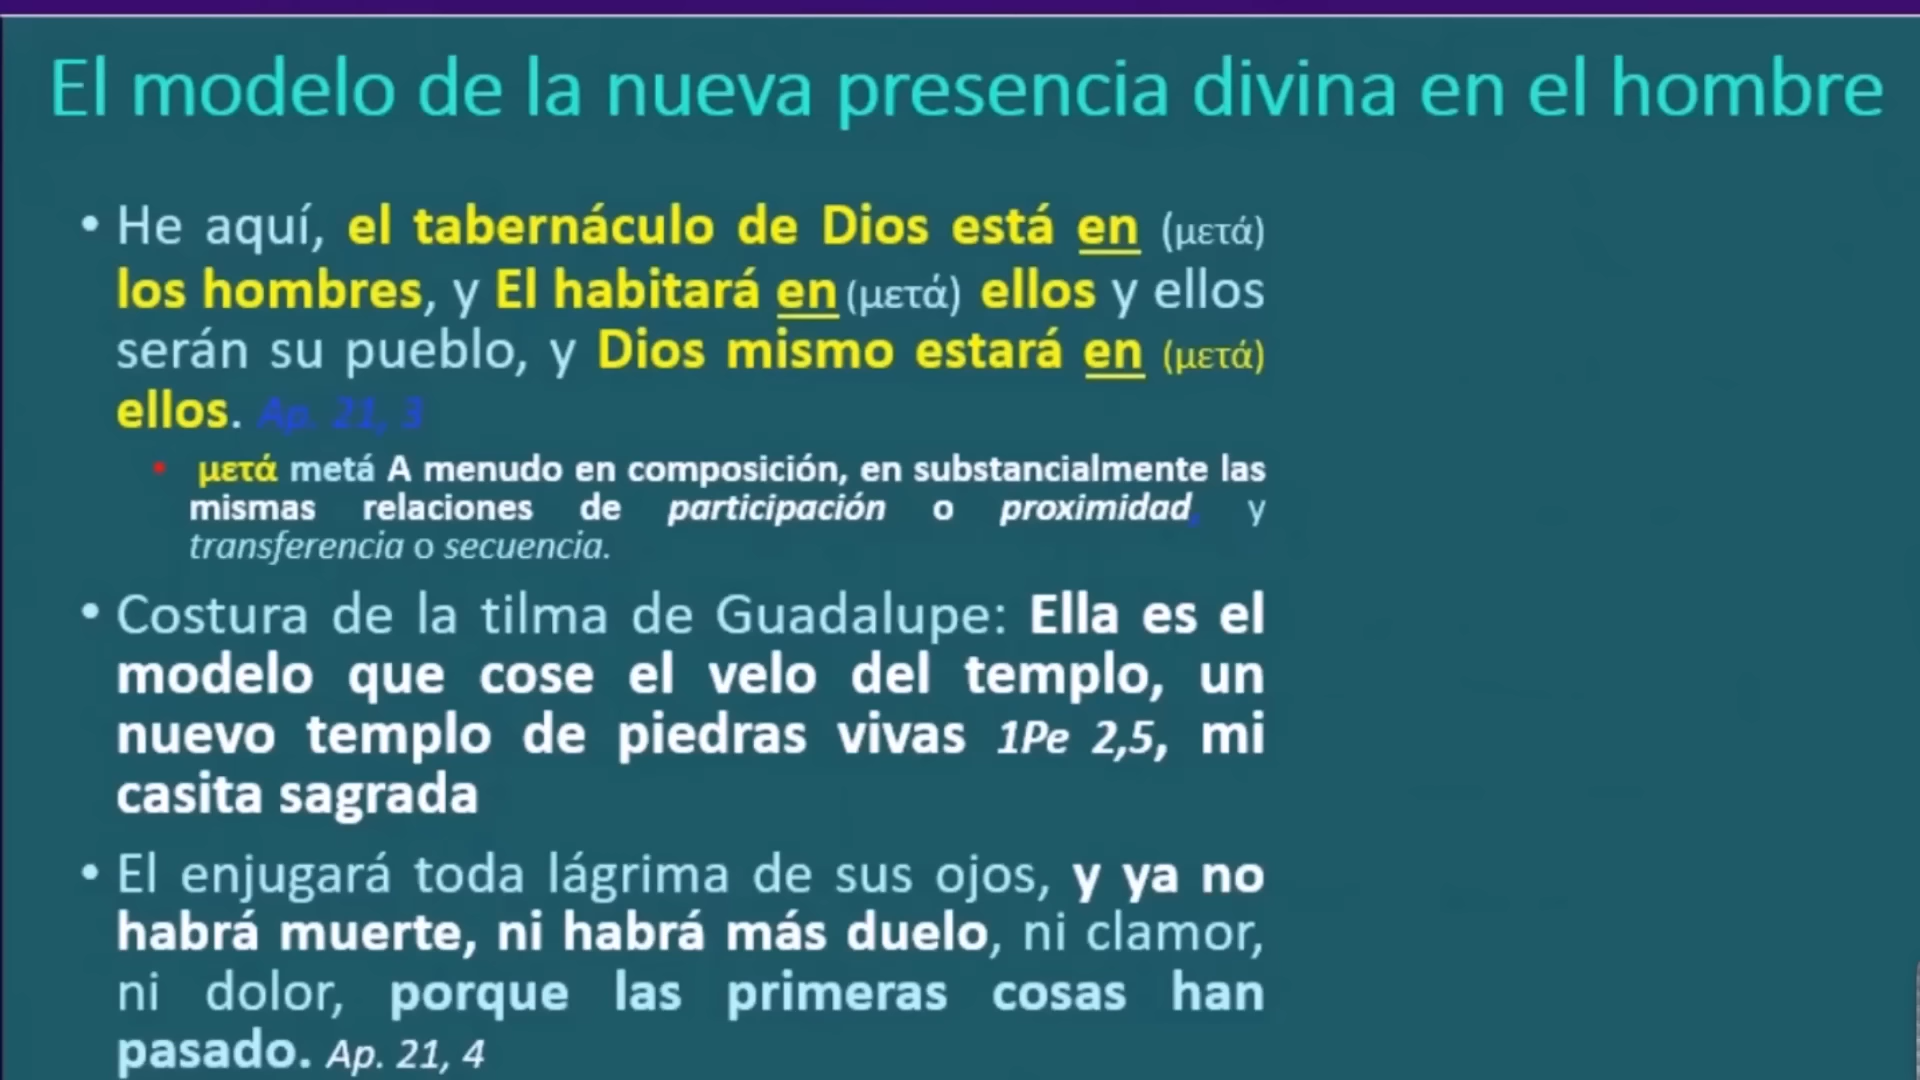 El modelo de la nueva presencia divina en el hombre
• He aquí, el tabernáculo de Dios está en (μετά)
los hombres, y El habitará en (μετά) ellos y ellos
serán su pueblo, y Dios mismo estará en (μετά)
ellos. Ap. 21, 3
• μετά metá A menudo en composición, en substancialmente las
mismas relaciones de participación o proximidad, y
transferencia o secuencia.
• Costura de la tilma de Guadalupe: Ella es el
modelo que cose el velo del templo, un
nuevo templo de piedras vivas 1Pe 2,5, mi
casita sagrada
• El enjugará toda lágrima de sus ojos, y ya no
habrá muerte, ni habrá más duelo, ni clamor,
ni dolor, porque las primeras cosas han
pasado. Ap. 21, 4